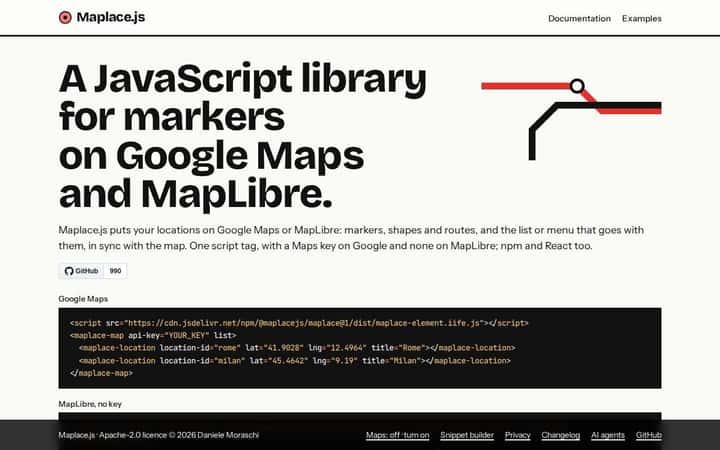 Maplace.js
Documentation
Examples
A JavaScript library
for markers
on Google Maps
and MapLibre.
Maplace.js puts your locations on Google Maps or MapLibre: markers, shapes and routes, and the list or menu that goes with
them, in sync with the map. One script tag, with a Maps key on Google and none on MapLibre; npm and React too.
GitHub 990
Google Maps
<script src="https://cdn.jsdelivr.net/npm/@maplacejs/maplace@1/dist/maplace-element.iife.js"></script>
<maplace-map api-key="YOUR_KEY" list>
  <maplace-location location-id="rome" lat="41.9028" lng="12.4964" title="Rome"></maplace-location>
  <maplace-location location-id="milan" lat="45.4642" lng="9.19" title="Milan"></maplace-location>
</maplace-map>
MapLibre, no key
Maplace.js · Apache-2.0 licence © 2026 Daniele Moraschi
Maps: off · turn on
Snippet builder
Privacy
Changelog
AI agents
GitHub